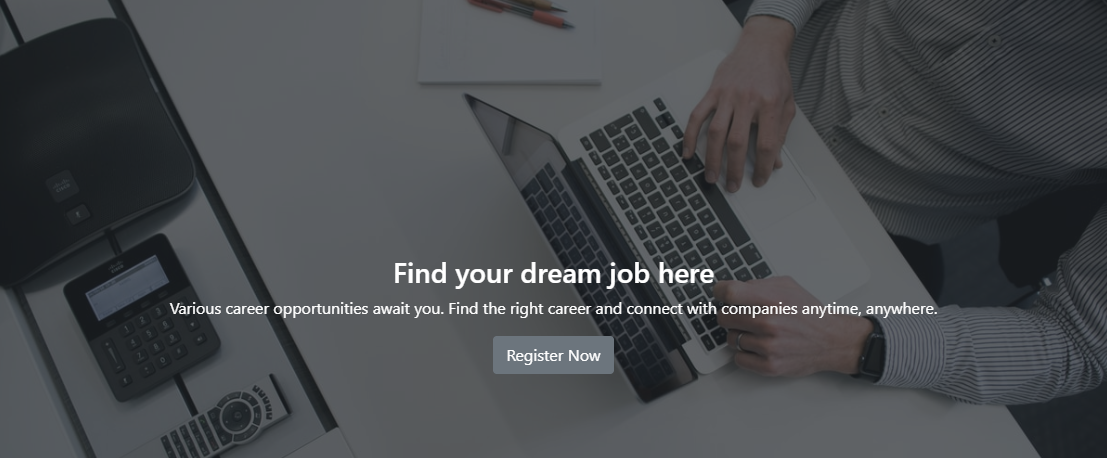 Find your dream job here
Various career opportunities await you. Find the right career and connect with companies anytime, anywhere.
Register Now